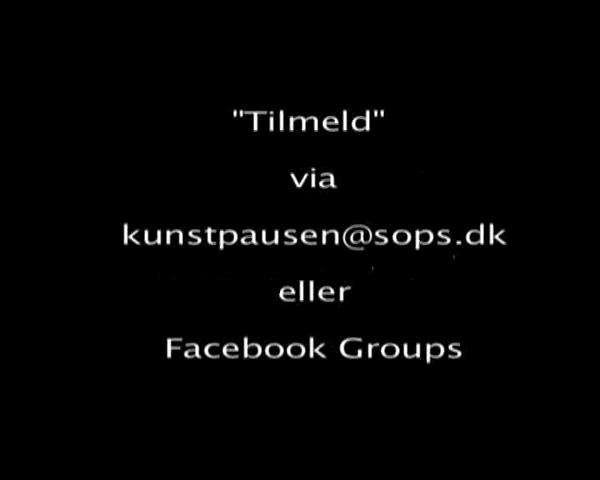 "Tilmeld"
via
kunstpausen@sops.dk
eller
Facebook Groups